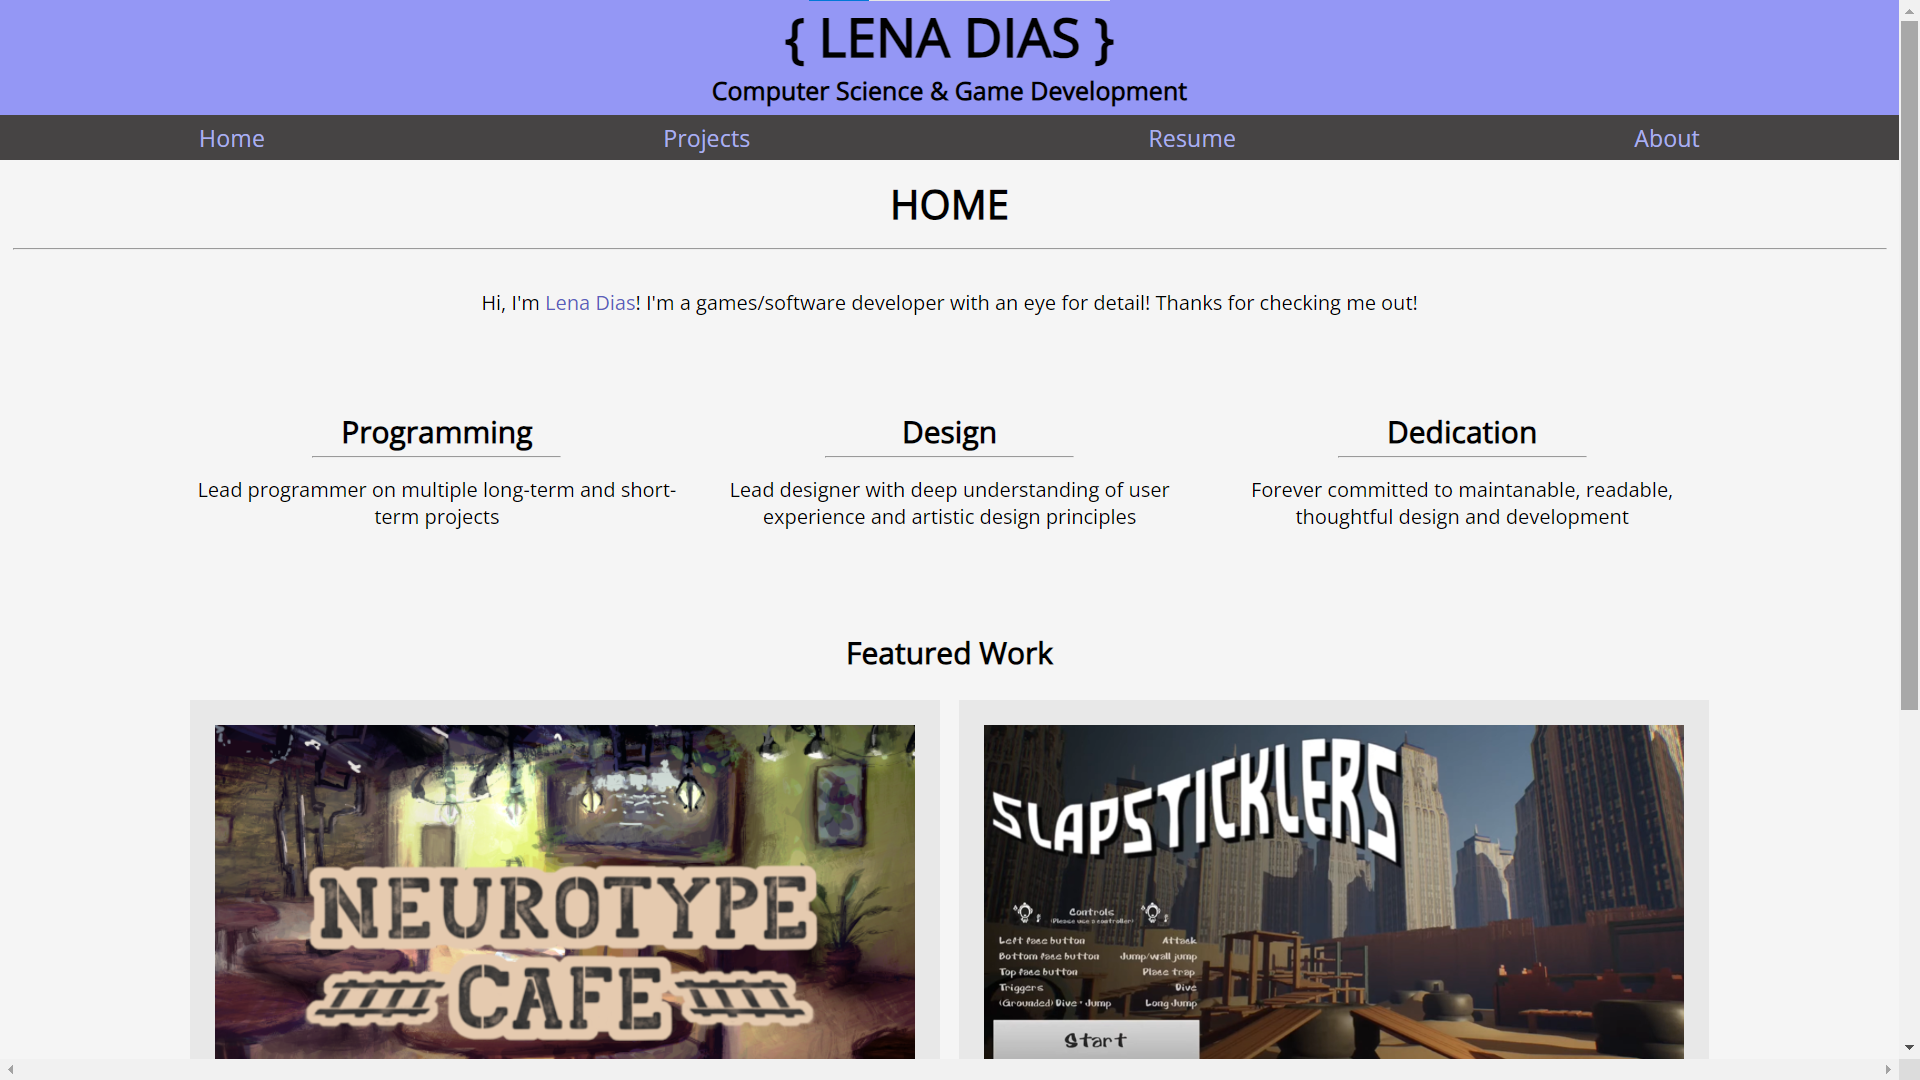 { LENA DIAS }
Computer Science & Game Development
Home Projects Resume About
HOME
Hi, I'm Lena Dias! I'm a games/software developer with an eye for detail! Thanks for checking me out!
Programming
Lead programmer on multiple long-term and short-
term projects
Design
Lead designer with deep understanding of user
experience and artistic design principles
Dedication
Forever committed to maintanable, readable,
thoughtful design and development
Featured Work
NEUROTYPE
CAFE
SLAPSTICKLERS
Controls
(Please use a controller)
Left face button Attack
Bottom face button Jump/wall jump
Top face button Place trap
Triggers Dive
(Grounded) Dive + Jump Long Jump
Start